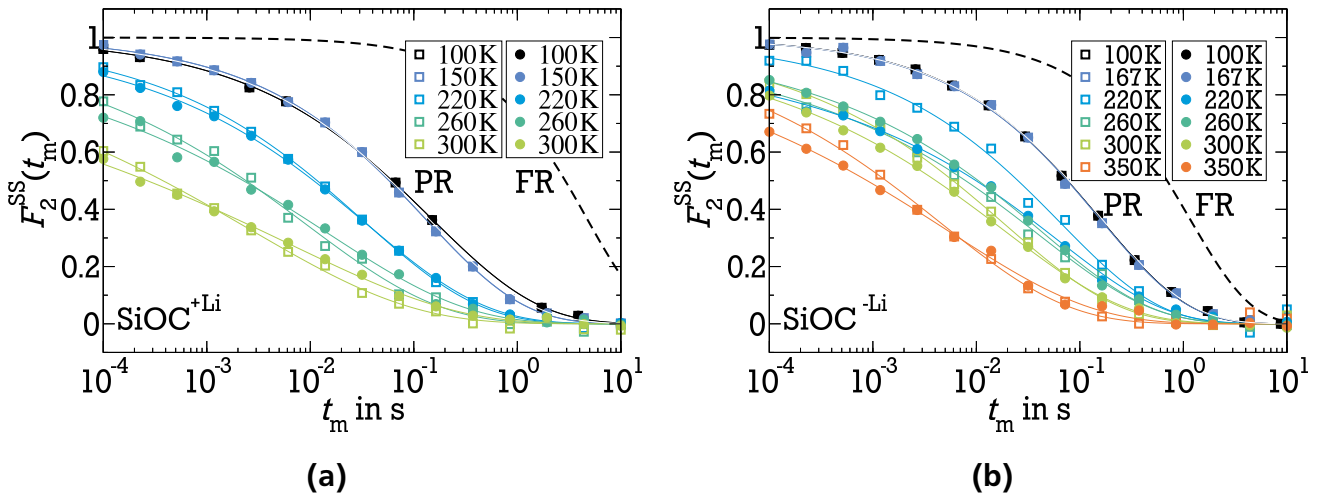 1
0.8
0.6
0.4
0.2
0
F₂^SS(tₘ)
10⁻⁴ 10⁻³ 10⁻² 10⁻¹ 10⁰ 10¹
tₘ in s
100K 100K
150K 150K
220K 220K
260K 260K
300K 300K
PR FR
SiOC⁺ᴸⁱ
(a)
1
0.8
0.6
0.4
0.2
0
F₂^SS(tₘ)
10⁻⁴ 10⁻³ 10⁻² 10⁻¹ 10⁰ 10¹
tₘ in s
100K 100K
167K 167K
220K 220K
260K 260K
300K 300K
350K 350K
PR FR
SiOC⁻ᴸⁱ
(b)